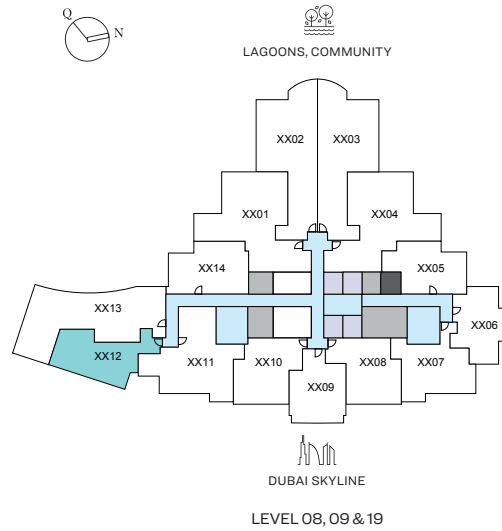 Q
N
LAGOONS, COMMUNITY
XX02
XX03
XX01
XX04
XX14
XX05
XX13
XX06
XX12
XX11
XX10
XX08
XX07
XX09
DUBAI SKYLINE
LEVEL 08, 09 & 19